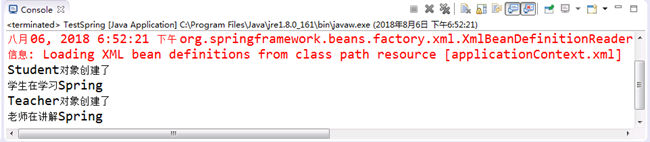 Console
<terminated> TestSpring [Java Application] C:\Program Files\Java\jre1.8.0_161\bin\javaw.exe (2018年8月6日 下午6:52:21)
八月 06, 2018 6:52:21 下午 org.springframework.beans.factory.xml.XmlBeanDefinitionReader
信息: Loading XML bean definitions from class path resource [applicationContext.xml]
Student对象创建了
学生在学习Spring
Teacher对象创建了
老师在讲解Spring